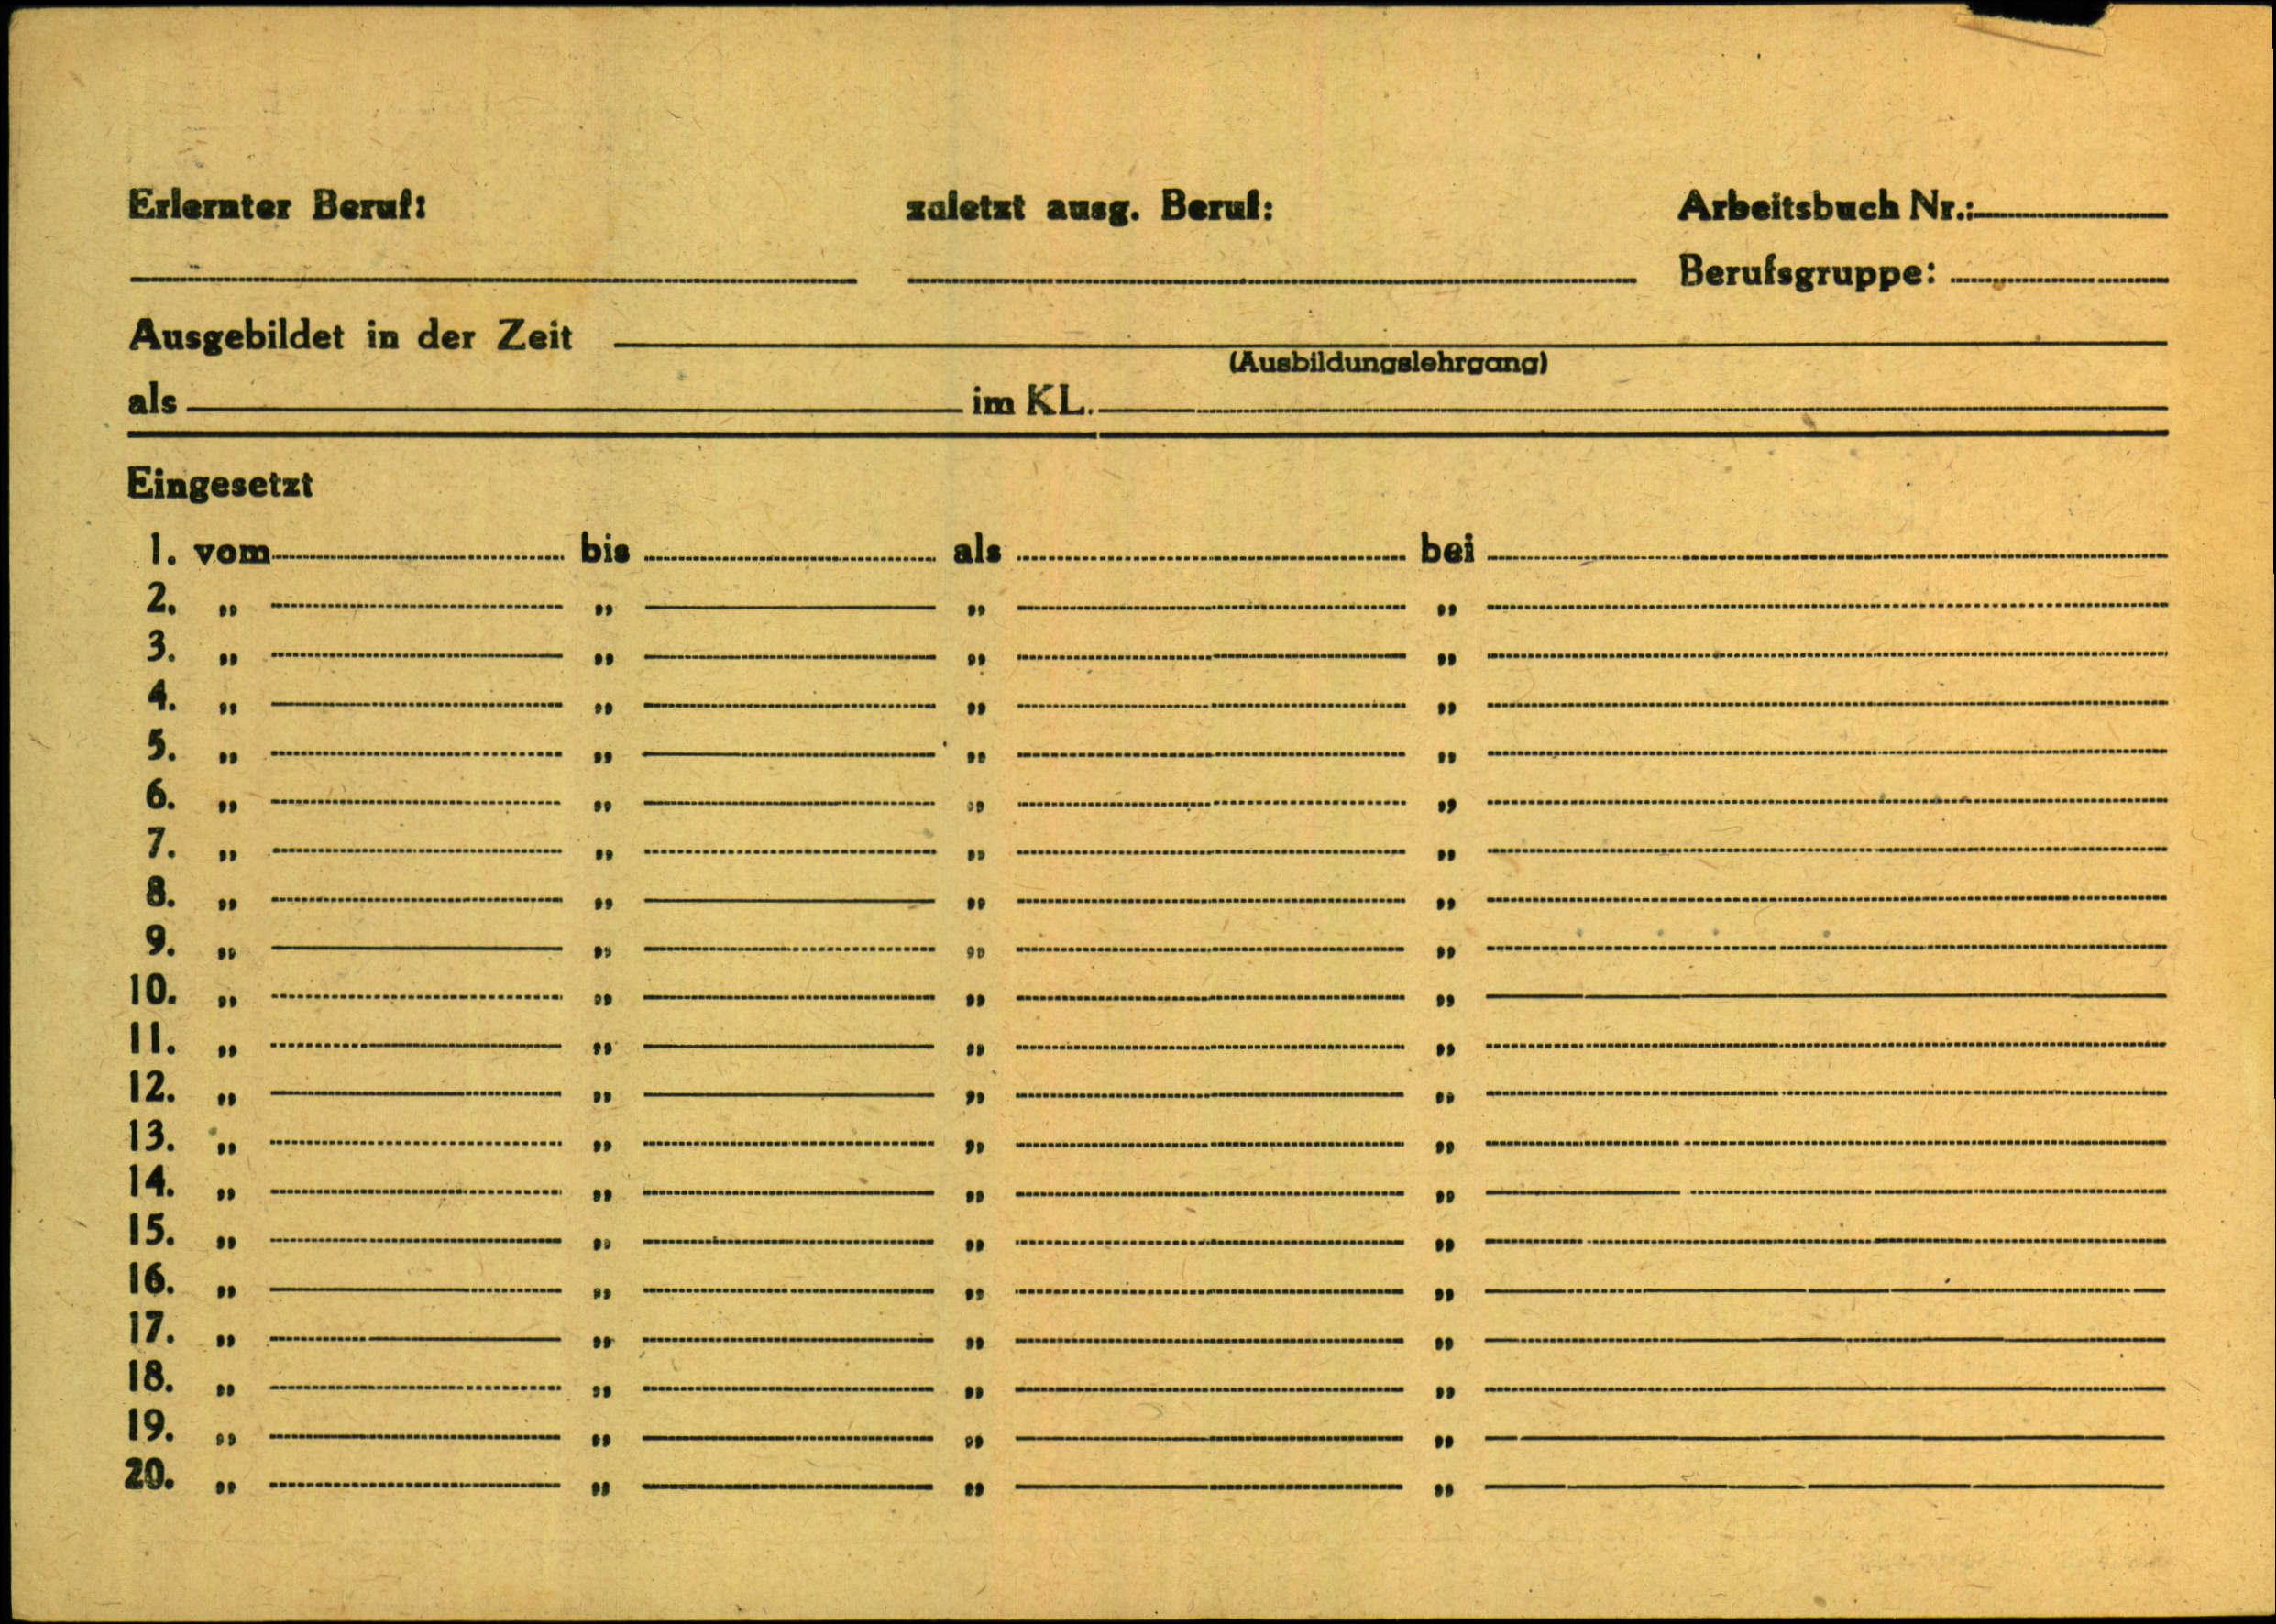 Erlernter Beruf: zuletzt ausg. Beruf: Arbeitsbuch Nr.:
Berufsgruppe:
Ausgebildet in der Zeit
(Ausbildungslehrgang)
als im KL.
Eingesetzt
1. vom bis als bei
2. „ „ „ „
3. „ „ „ „
4. „ „ „ „
5. „ „ „ „
6. „ „ „ „
7. „ „ „ „
8. „ „ „ „
9. „ „ „ „
10. „ „ „ „
11. „ „ „ „
12. „ „ „ „
13. „ „ „ „
14. „ „ „ „
15. „ „ „ „
16. „ „ „ „
17. „ „ „ „
18. „ „ „ „
19. „ „ „ „
20. „ „ „ „